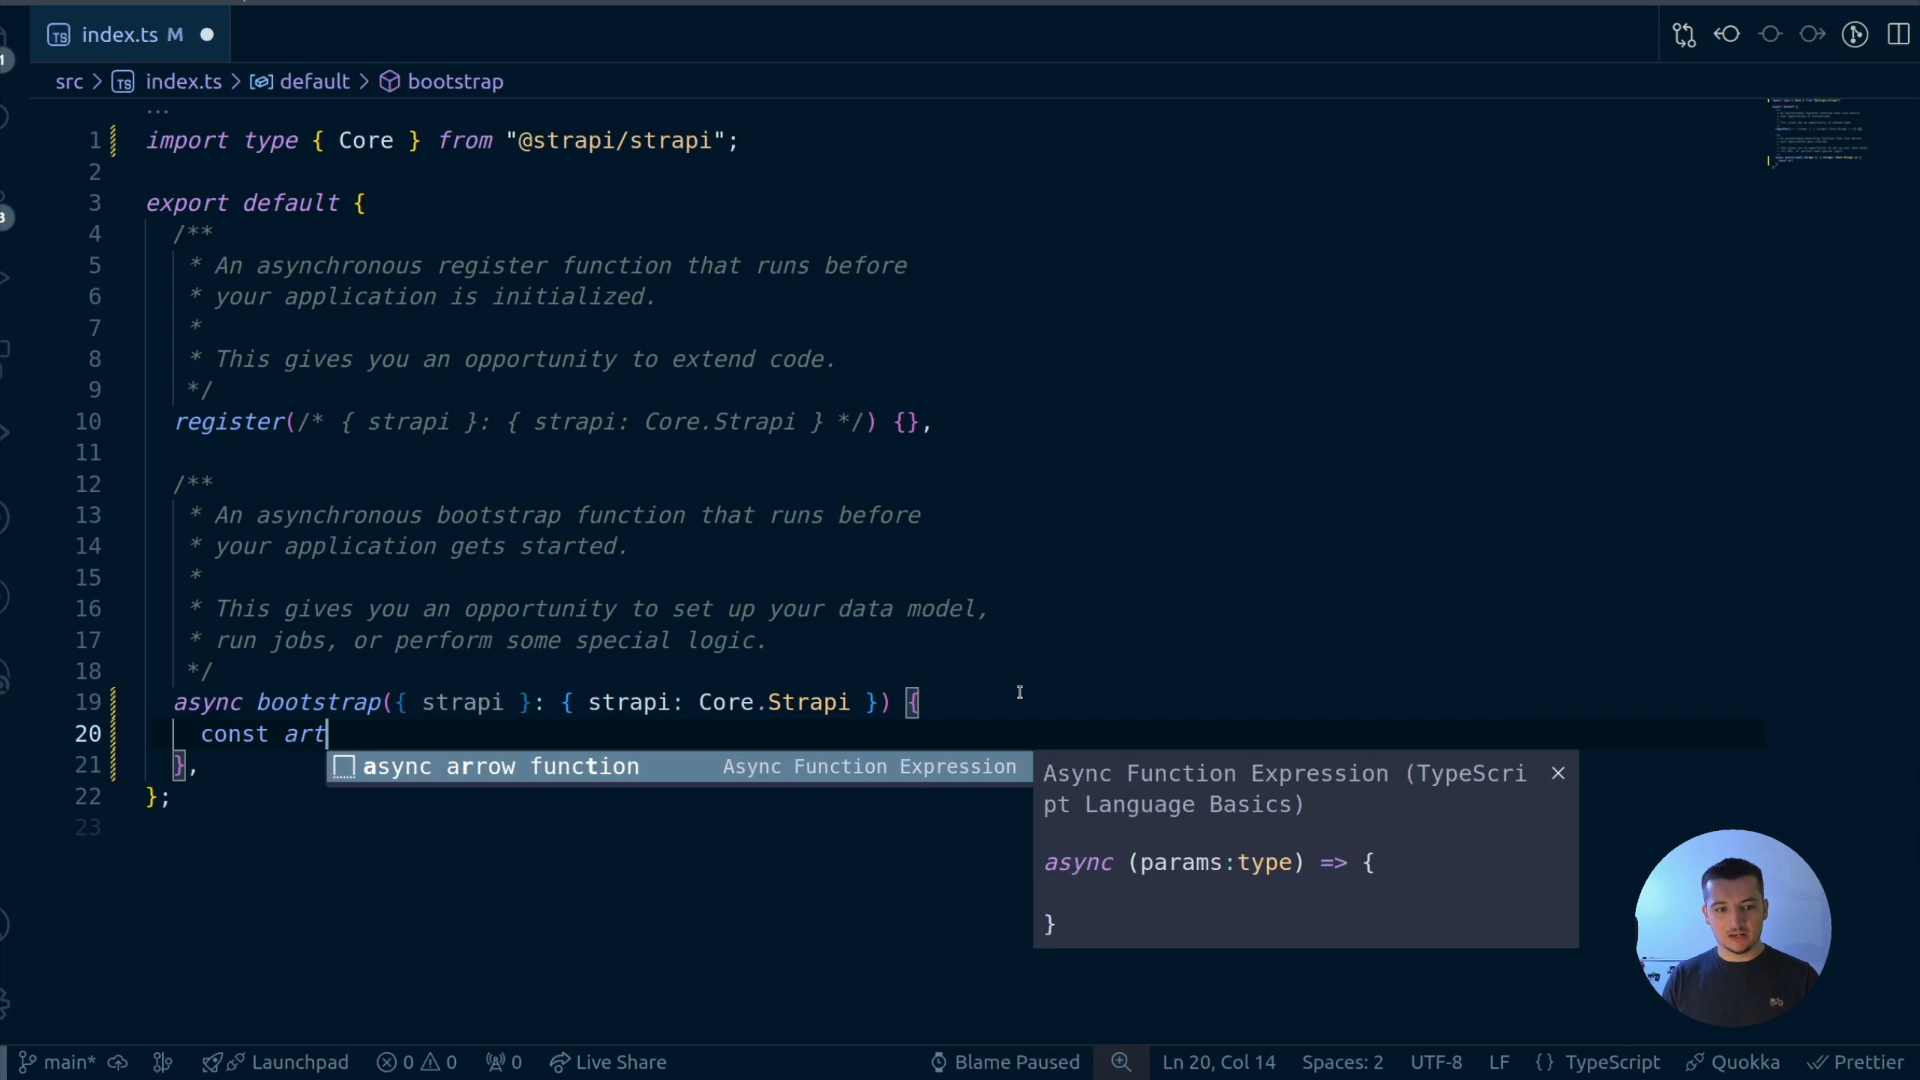 index.ts M
src > index.ts > default > bootstrap
...
1 import type { Core } from "@strapi/strapi";
2
3 export default {
4 /**
5 * An asynchronous register function that runs before
6 * your application is initialized.
7 *
8 * This gives you an opportunity to extend code.
9 */
10 register(/* { strapi }: { strapi: Core.Strapi } */) {},
11
12 /**
13 * An asynchronous bootstrap function that runs before
14 * your application gets started.
15 *
16 * This gives you an opportunity to set up your data model,
17 * run jobs, or perform some special logic.
18 */
19 async bootstrap({ strapi }: { strapi: Core.Strapi }) {
20 const art
21 },
22 };
23
async arrow function Async Function Expression
Async Function Expression (TypeScri
pt Language Basics)
async (params:type) => {
}
main* Launchpad 0 0 0 Live Share Blame Paused Ln 20, Col 14 Spaces: 2 UTF-8 LF {} TypeScript Quokka Prettier